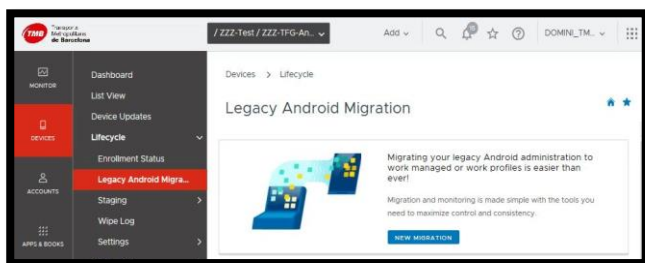 TMB
Transports
Metropolitans
de Barcelona
/ ZZZ-Test / ZZZ-TFG-An...
Add
DOMINI_TM...
MONITOR
DEVICES
ACCOUNTS
APPS & BOOKS
Dashboard
List View
Device Updates
Lifecycle
Enrollment Status
Legacy Android Migra...
Staging
Wipe Log
Settings
Devices > Lifecycle
Legacy Android Migration
Migrating your legacy Android administration to
work managed or work profiles is easier than
ever!
Migration and monitoring is made simple with the tools you
need to maximize control and consistency.
NEW MIGRATION